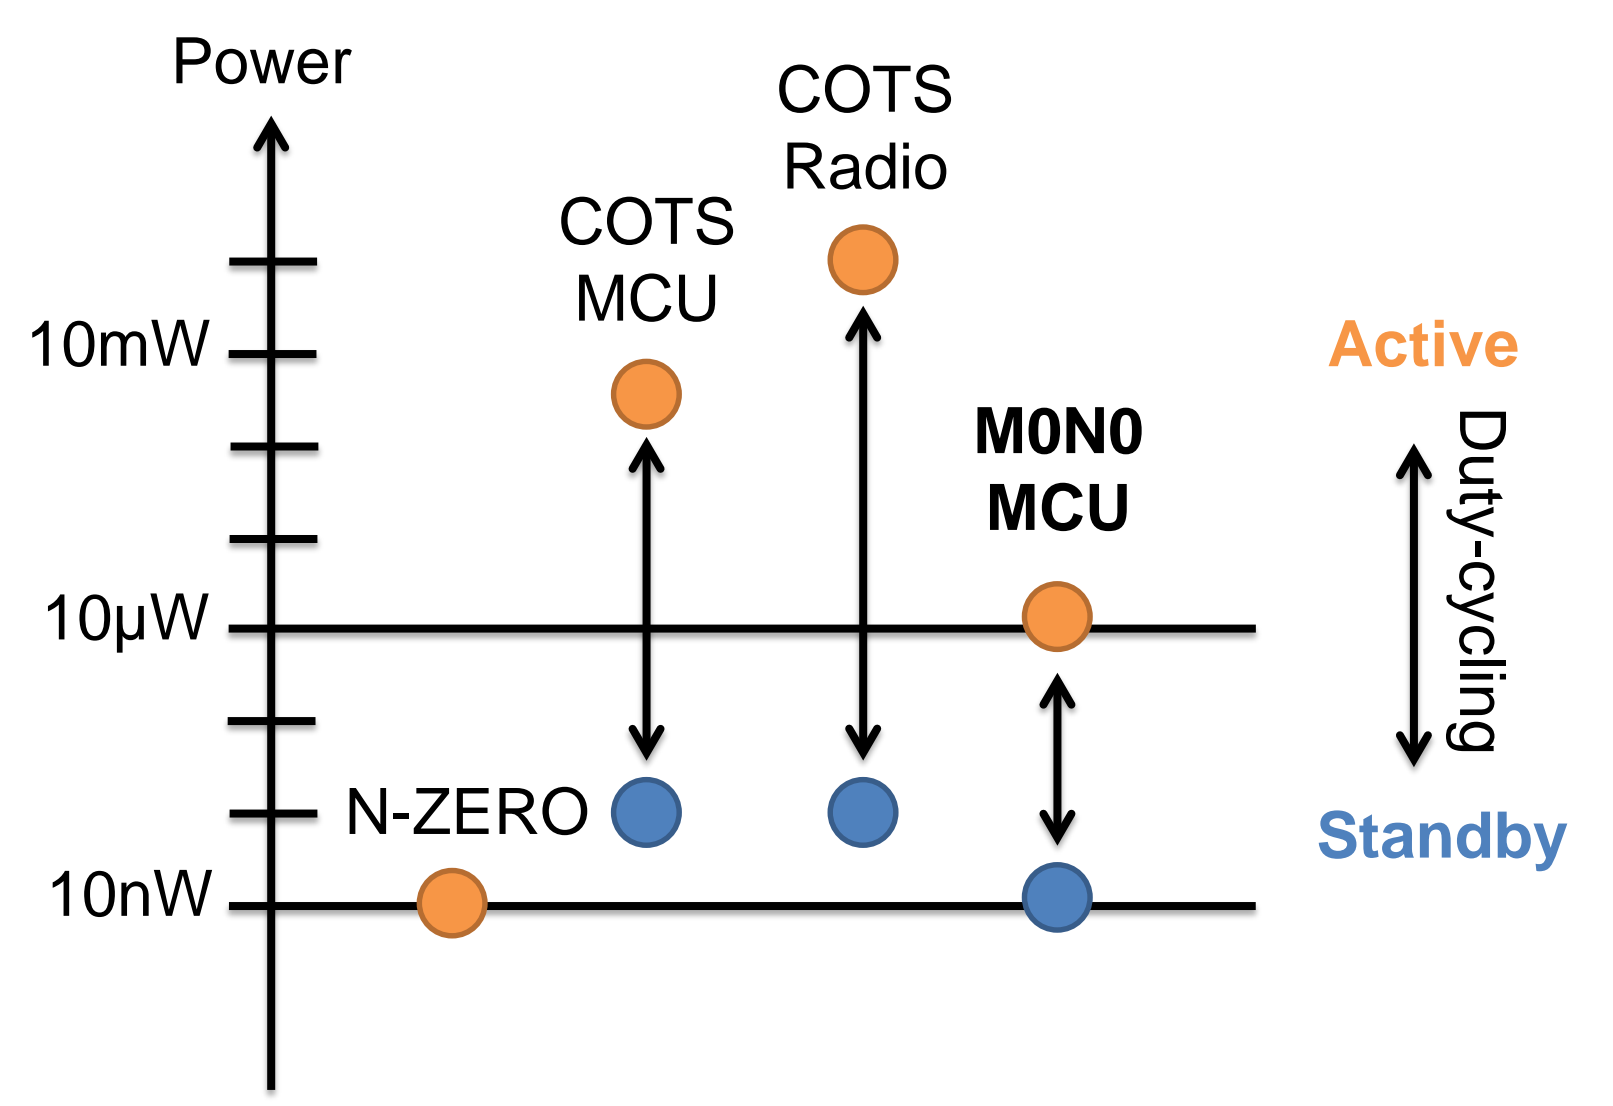 Power
COTS
Radio
COTS
MCU
10mW
Active
M0N0
MCU
Duty-cycling
10µW
N-ZERO
Standby
10nW